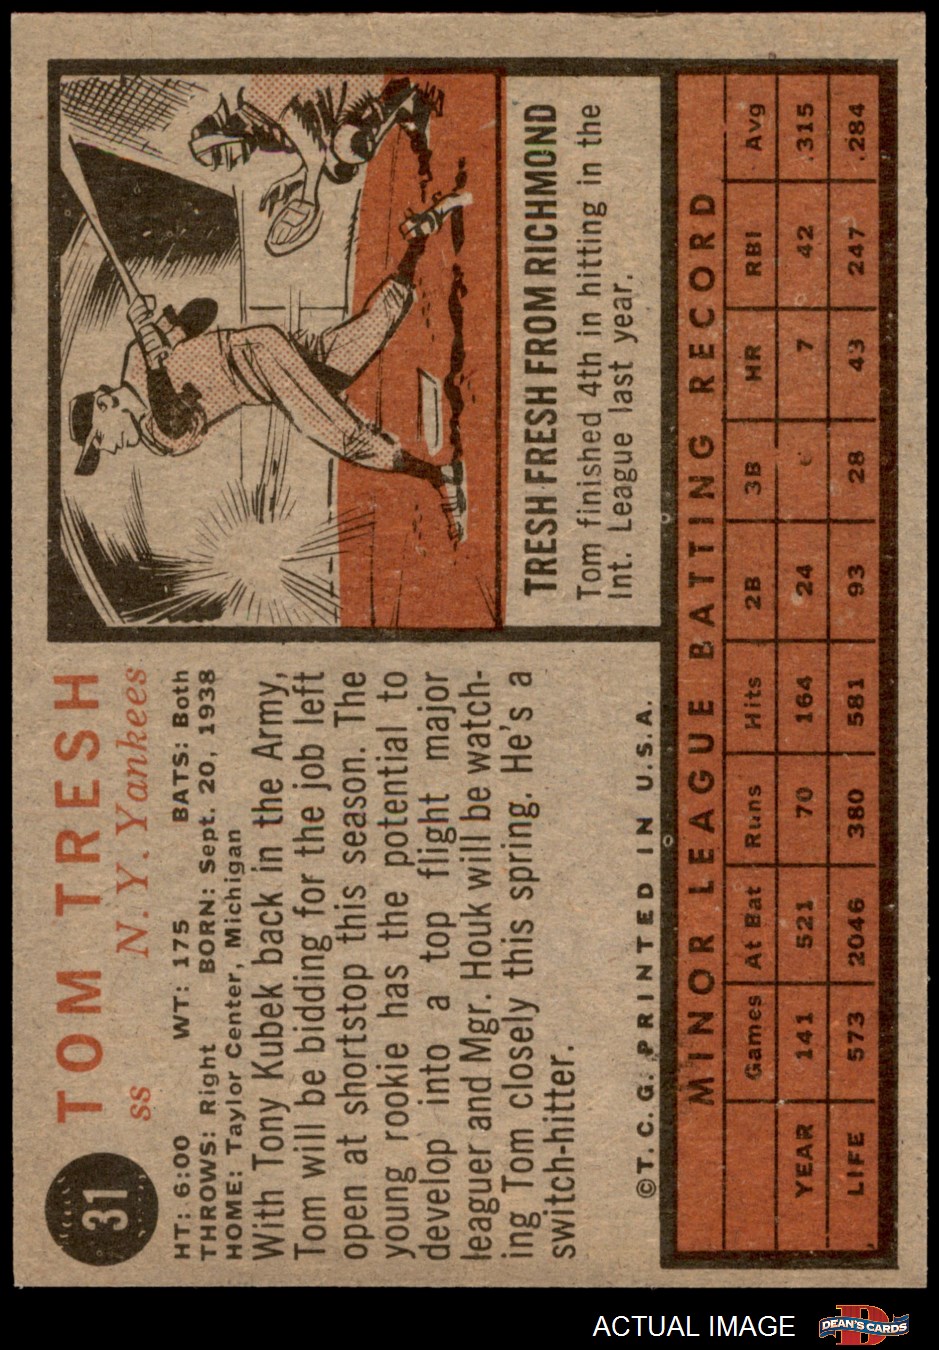 31
TOM TRESH
ss N.Y. Yankees
HT: 6:00 WT: 175 BATS: Both
THROWS: Right BORN: Sept. 20, 1938
HOME: Taylor Center, Michigan
With Tony Kubek back in the Army,
Tom will be bidding for the job left
open at shortstop this season. The
young rookie has the potential to
develop into a top flight major
leaguer and Mgr. Houk will be watch-
ing Tom closely this spring. He's a
switch-hitter.
©T.C.G. PRINTED IN U.S.A.
TRESH FRESH FROM RICHMOND
Tom finished 4th in hitting in the
Int. League last year.
MINOR LEAGUE BATTING RECORD
Games At Bat Runs Hits 2B 3B HR RBI Avg
YEAR 141 521 70 164 24 7 42 .315
LIFE 573 2046 380 581 93 28 43 247 .284
ACTUAL IMAGE
DEAN'S CARDS